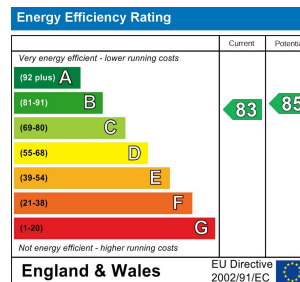 Energy Efficiency Rating
Current Potentia
Very energy efficient - lower running costs
(92 plus) A
(81-91) B
83 85
(69-80) C
(55-68) D
(39-54) E
(21-38) F
(1-20) G
Not energy efficient - higher running costs
England & Wales
EU Directive
2002/91/EC